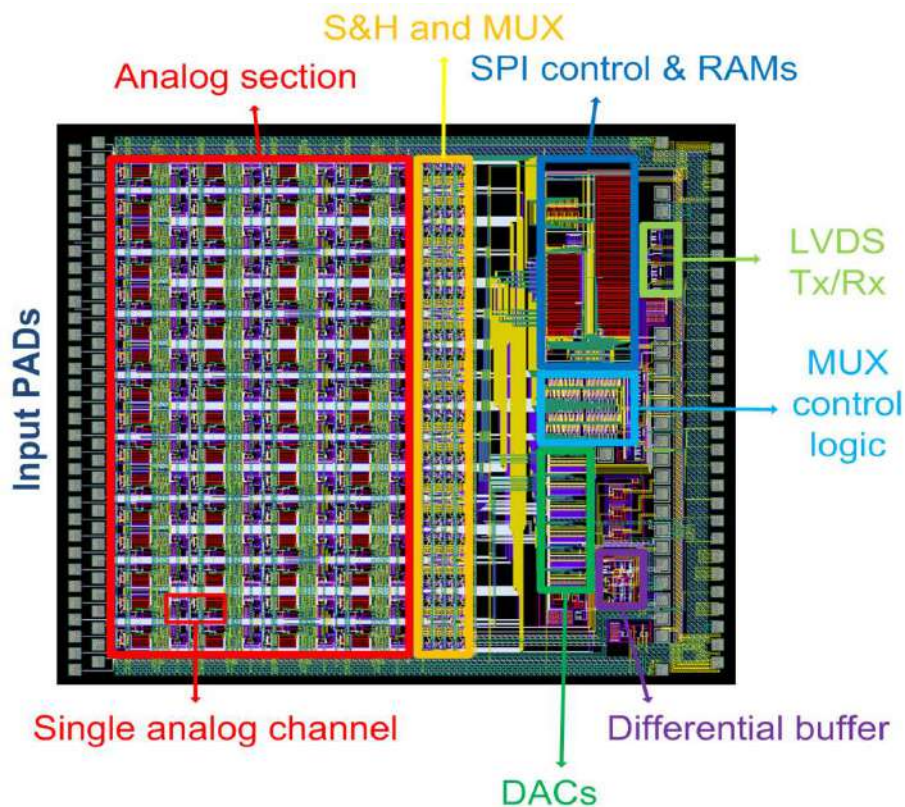 S&H and MUX
Analog section
SPI control & RAMs
LVDS
Tx/Rx
Input PADs
MUX
control
logic
Single analog channel
Differential buffer
DACs